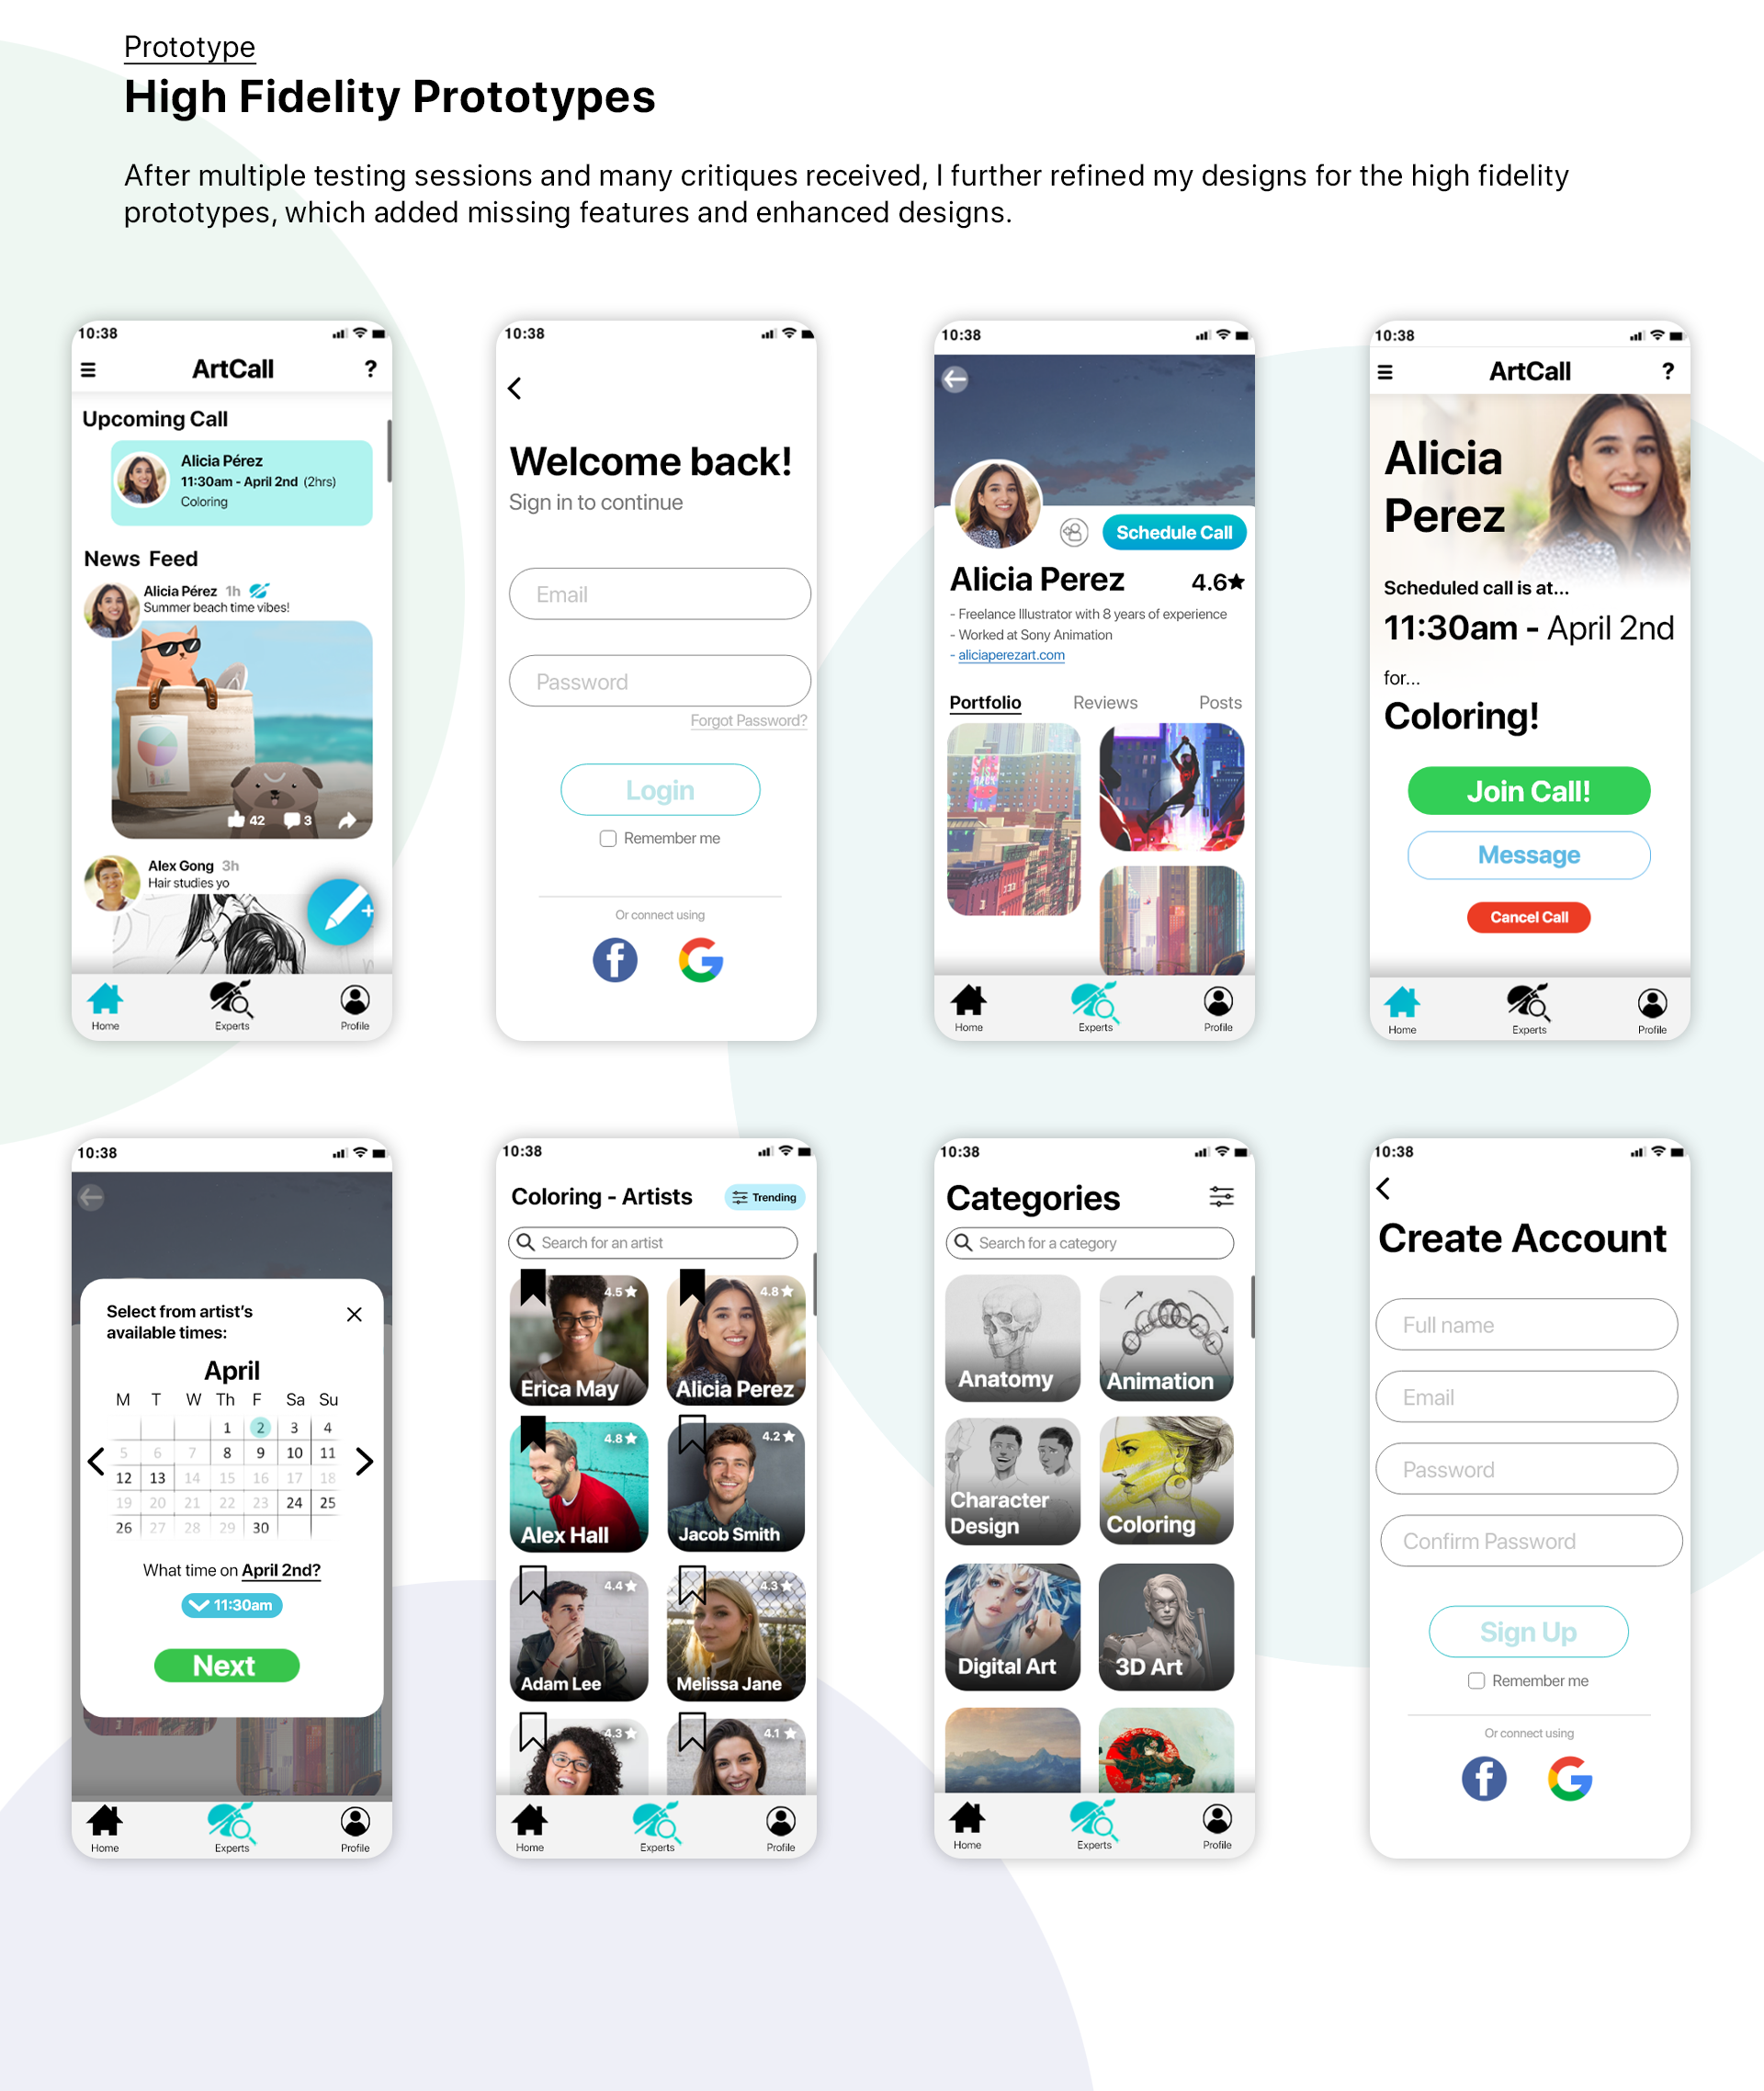 Prototype
High Fidelity Prototypes
After multiple testing sessions and many critiques received, I further refined my designs for the high fidelity
prototypes, which added missing features and enhanced designs.
10:38
ArtCall
?
Upcoming Call
Alicia Pérez
11:30am - April 2nd (2hrs)
Coloring
News Feed
Alicia Pérez 1h
Summer beach time vibes!
42
3
Alex Gong 3h
Hair studies yo
Home
Experts
Profile
10:38
Welcome back!
Sign in to continue
Email
Password
Forgot Password?
Login
Remember me
Or connect using
f
G
10:38
Schedule Call
Alicia Perez
4.6★
- Freelance Illustrator with 8 years of experience
- Worked at Sony Animation
- aliciaperezart.com
Portfolio
Reviews
Posts
Home
Experts
Profile
10:38
ArtCall
?
Alicia
Perez
Scheduled call is at...
11:30am - April 2nd
for...
Coloring!
Join Call!
Message
Cancel Call
Home
Experts
Profile
10:38
Select from artist's
available times:
April
M T W Th F Sa Su
1 2 3 4
5 6 7 8 9 10 11
12 13 14 15 16 17 18
19 20 21 22 23 24 25
26 27 28 29 30
What time on April 2nd?
11:30am
Next
Home
Experts
Profile
10:38
Coloring - Artists
Trending
Search for an artist
4.5★
Erica May
4.8★
Alicia Perez
4.8★
Alex Hall
4.2★
Jacob Smith
4.4★
Adam Lee
4.3★
Melissa Jane
4.3★
4.1★
Home
Experts
Profile
10:38
Categories
Search for a category
Anatomy
Animation
Character
Design
Coloring
Digital Art
3D Art
Home
Experts
Profile
10:38
Create Account
Full name
Email
Password
Confirm Password
Sign Up
Remember me
Or connect using
f
G